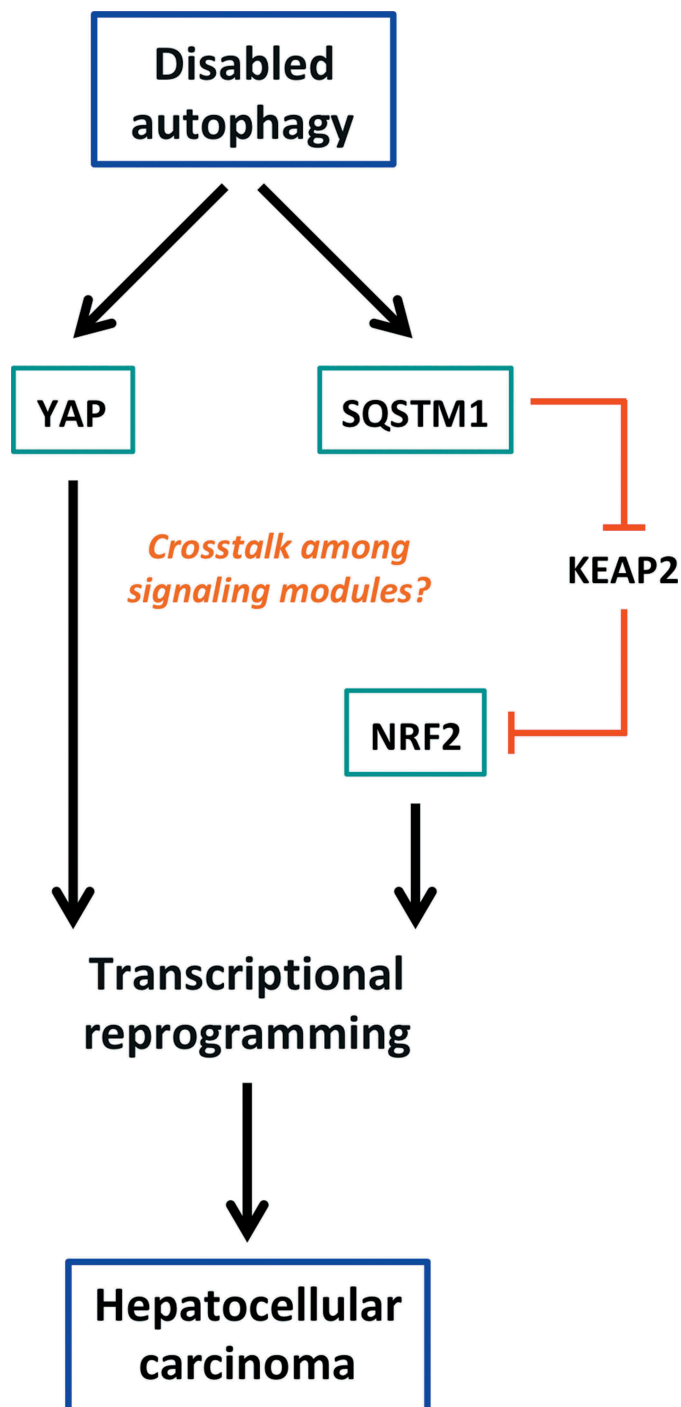 Disabled
autophagy
YAP
SQSTM1
Crosstalk among
signaling modules?
KEAP2
NRF2
Transcriptional
reprogramming
Hepatocellular
carcinoma